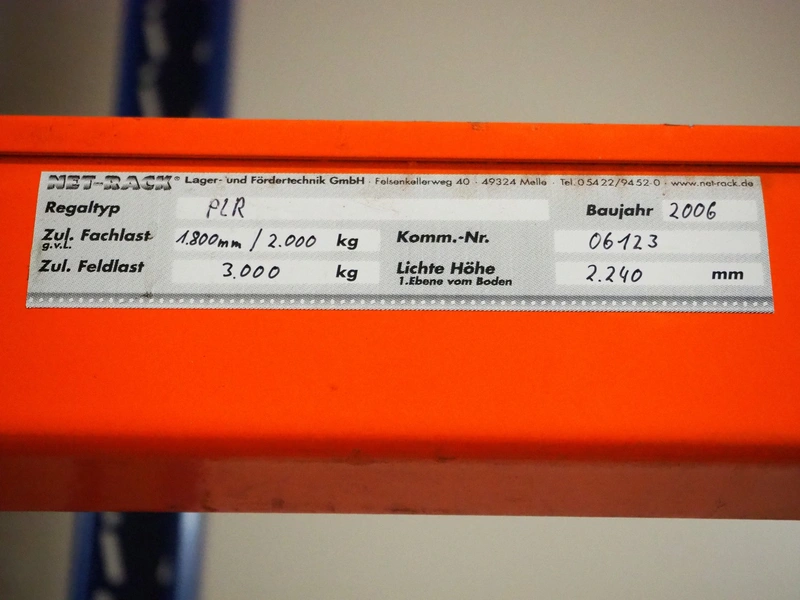 NET-RACK® Lager- und Fördertechnik GmbH · Felsenkellerweg 40 · 49324 Melle · Tel. 05422/9452-0 · www.net-rack.de
Regaltyp PLR Baujahr 2006
Zul. Fachlast 1.800mm / 2.000 kg Komm.-Nr. 06123
g.v.L.
Zul. Feldlast 3.000 kg Lichte Höhe 2.240 mm
1.Ebene vom Boden